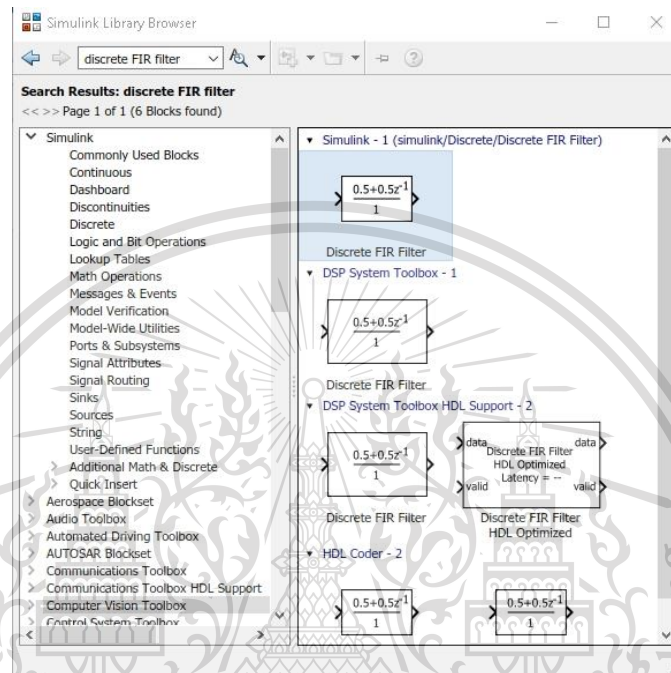 Simulink Library Browser
discrete FIR filter
Search Results: discrete FIR filter
<< >> Page 1 of 1 (6 Blocks found)
Simulink
Commonly Used Blocks
Continuous
Dashboard
Discontinuities
Discrete
Logic and Bit Operations
Lookup Tables
Math Operations
Messages & Events
Model Verification
Model-Wide Utilities
Ports & Subsystems
Signal Attributes
Signal Routing
Sinks
Sources
String
User-Defined Functions
Additional Math & Discrete
Quick Insert
Aerospace Blockset
Audio Toolbox
Automated Driving Toolbox
AUTOSAR Blockset
Communications Toolbox
Communications Toolbox HDL Support
Computer Vision Toolbox
Control System Toolbox
Simulink - 1 (simulink/Discrete/Discrete FIR Filter)
0.5+0.5z⁻¹
1
Discrete FIR Filter
DSP System Toolbox - 1
0.5+0.5z⁻¹
1
Discrete FIR Filter
DSP System Toolbox HDL Support - 2
0.5+0.5z⁻¹
1
Discrete FIR Filter
data data
Discrete FIR Filter
HDL Optimized
Latency = --
valid valid
Discrete FIR Filter
HDL Optimized
HDL Coder - 2
0.5+0.5z⁻¹
1
0.5+0.5z⁻¹
1